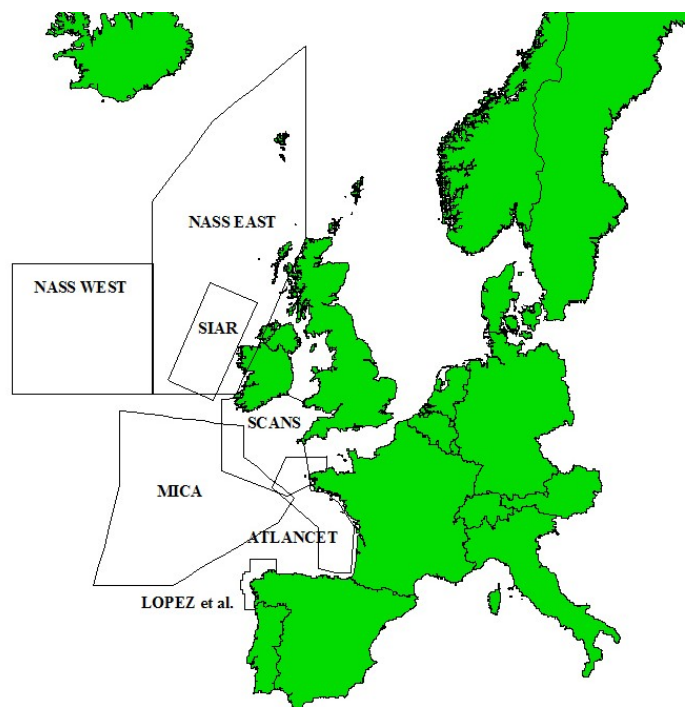 NASS EAST
NASS WEST
SIAR
SCANS
MICA
ATLANCET
LOPEZ et al.